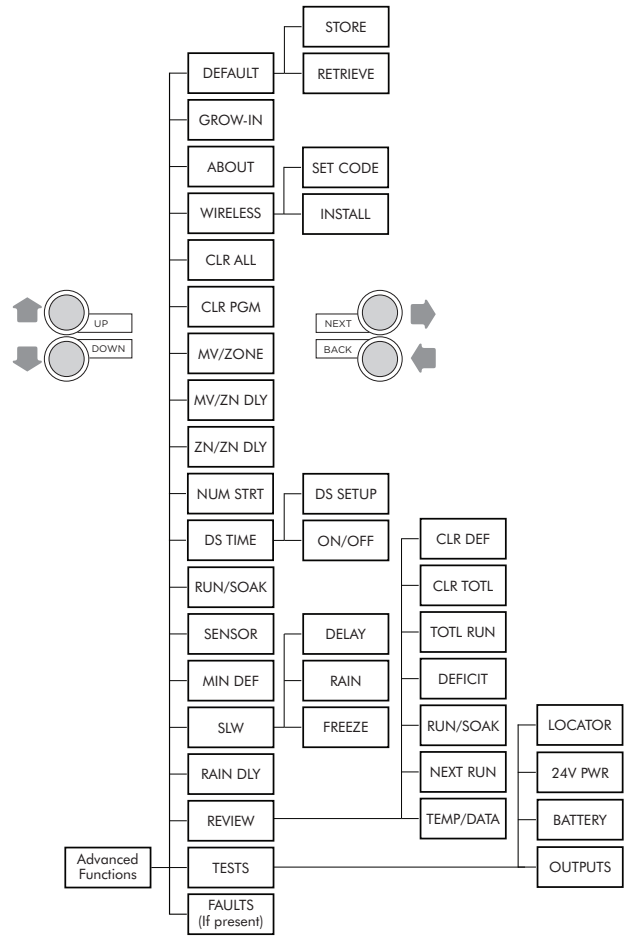 STORE
DEFAULT
RETRIEVE
GROW-IN
ABOUT
SET CODE
WIRELESS
INSTALL
CLR ALL
CLR PGM
UP
DOWN
NEXT
BACK
MV/ZONE
MV/ZN DLY
ZN/ZN DLY
NUM STRT
DS SETUP
DS TIME
ON/OFF
CLR DEF
RUN/SOAK
CLR TOTL
SENSOR
DELAY
TOTL RUN
MIN DEF
RAIN
DEFICIT
SLW
FREEZE
RUN/SOAK
LOCATOR
RAIN DLY
NEXT RUN
24V PWR
REVIEW
TEMP/DATA
BATTERY
Advanced
Functions
TESTS
OUTPUTS
FAULTS
(If present)